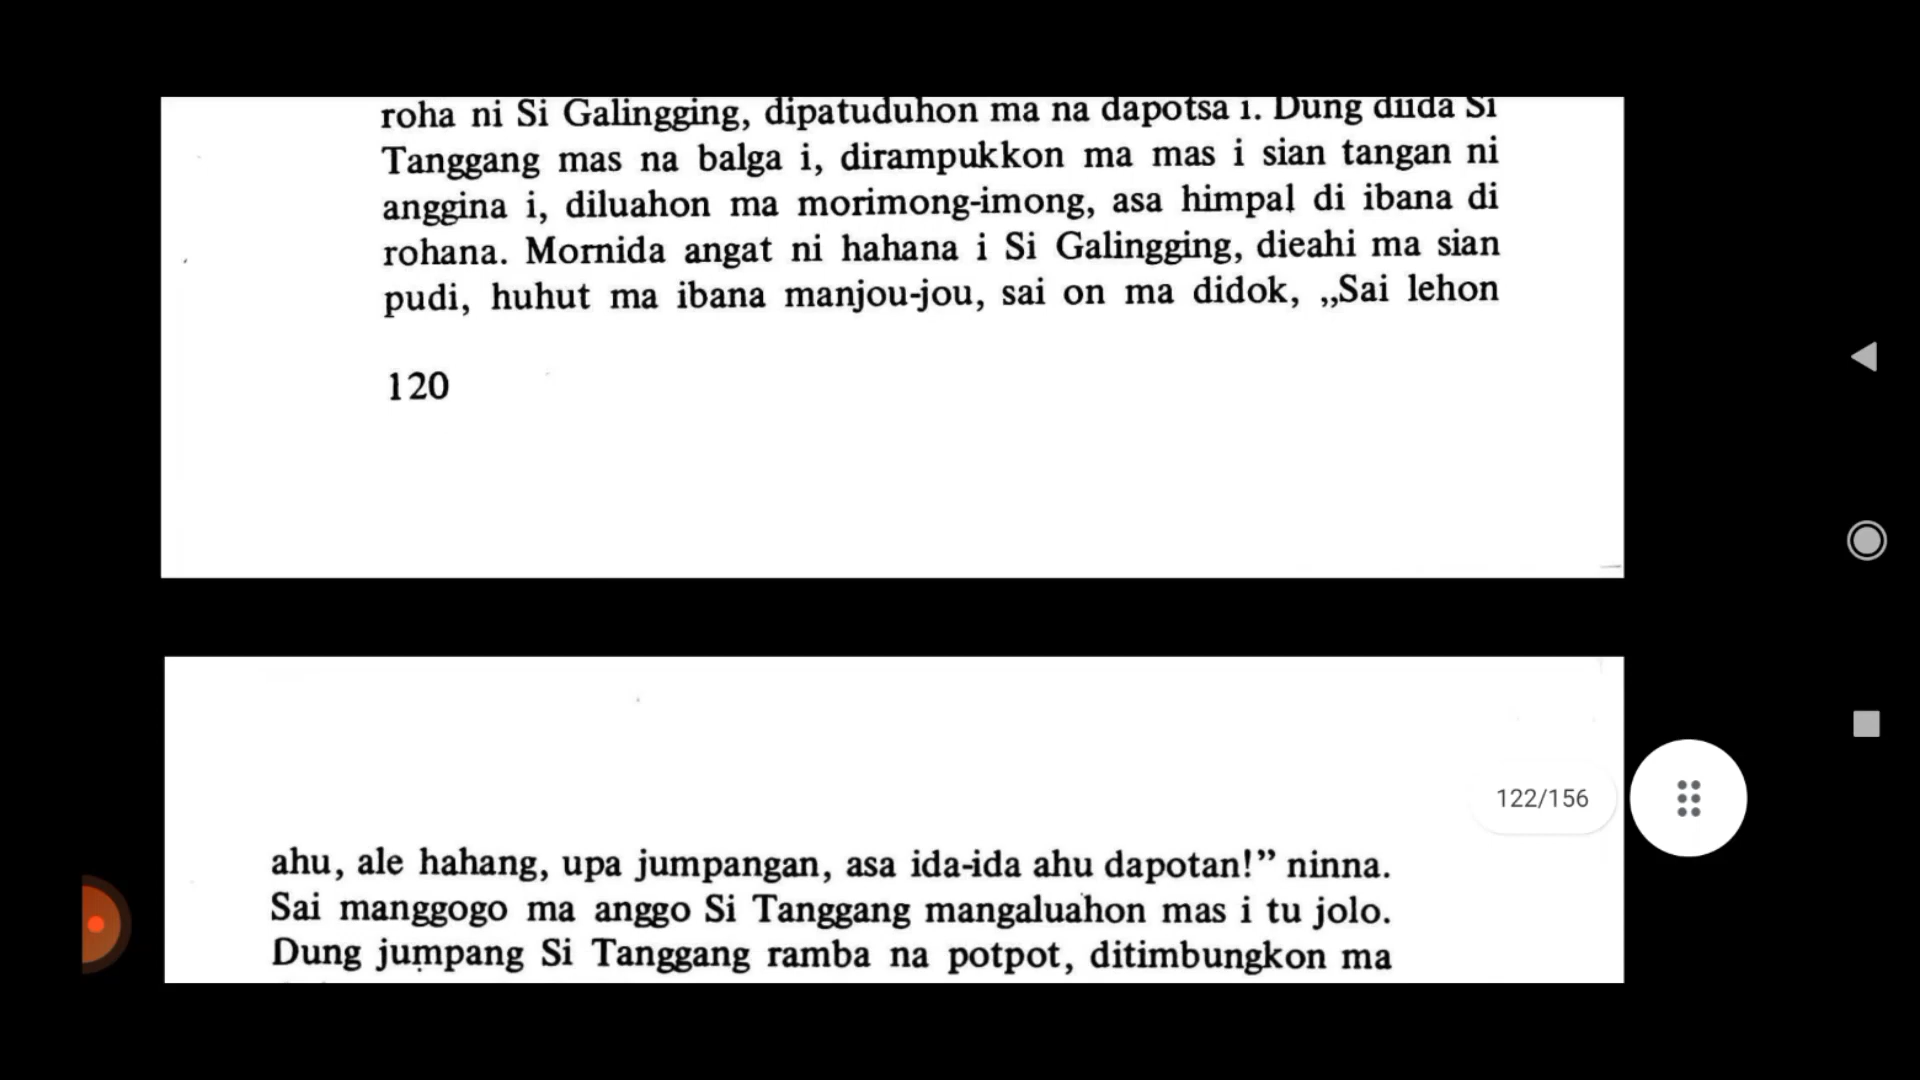 roha ni Si Galingging, dipatuduhon ma na dapotsa i. Dung diida Si
Tanggang mas na balga i, dirampukkon ma mas i sian tangan ni
anggina i, diluahon ma morimong-imong, asa himpal di ibana di
rohana. Mornida angat ni hahana i Si Galingging, dieahi ma sian
pudi, huhut ma ibana manjou-jou, sai on ma didok, „Sai lehon
120
ahu, ale hahang, upa jumpangan, asa ida-ida ahu dapotan!” ninna.
Sai manggogo ma anggo Si Tanggang mangaluahon mas i tu jolo.
Dung jumpang Si Tanggang ramba na potpot, ditimbungkon ma
122/156